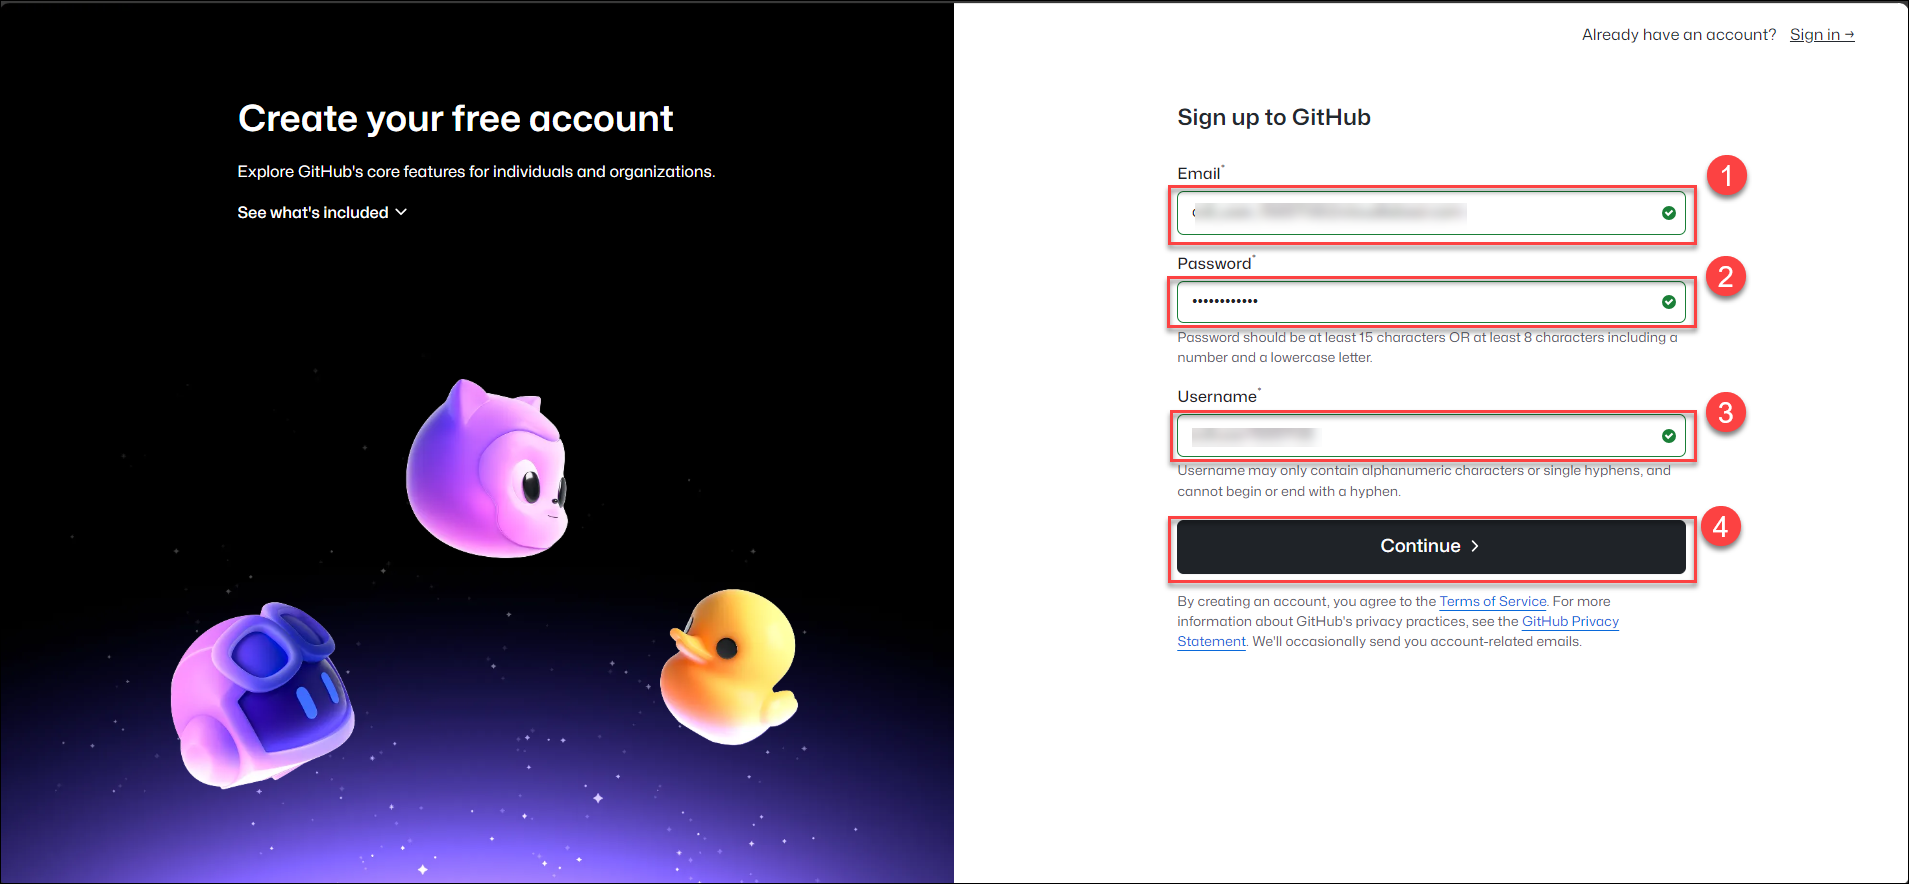 Already have an account? Sign in →
Create your free account
Explore GitHub's core features for individuals and organizations.
See what's included
Sign up to GitHub
Email*
1
Password*
2
••••••••••••
Password should be at least 15 characters OR at least 8 characters including a
number and a lowercase letter.
Username*
3
Username may only contain alphanumeric characters or single hyphens, and
cannot begin or end with a hyphen.
Continue >
4
By creating an account, you agree to the Terms of Service. For more
information about GitHub's privacy practices, see the GitHub Privacy
Statement. We'll occasionally send you account-related emails.